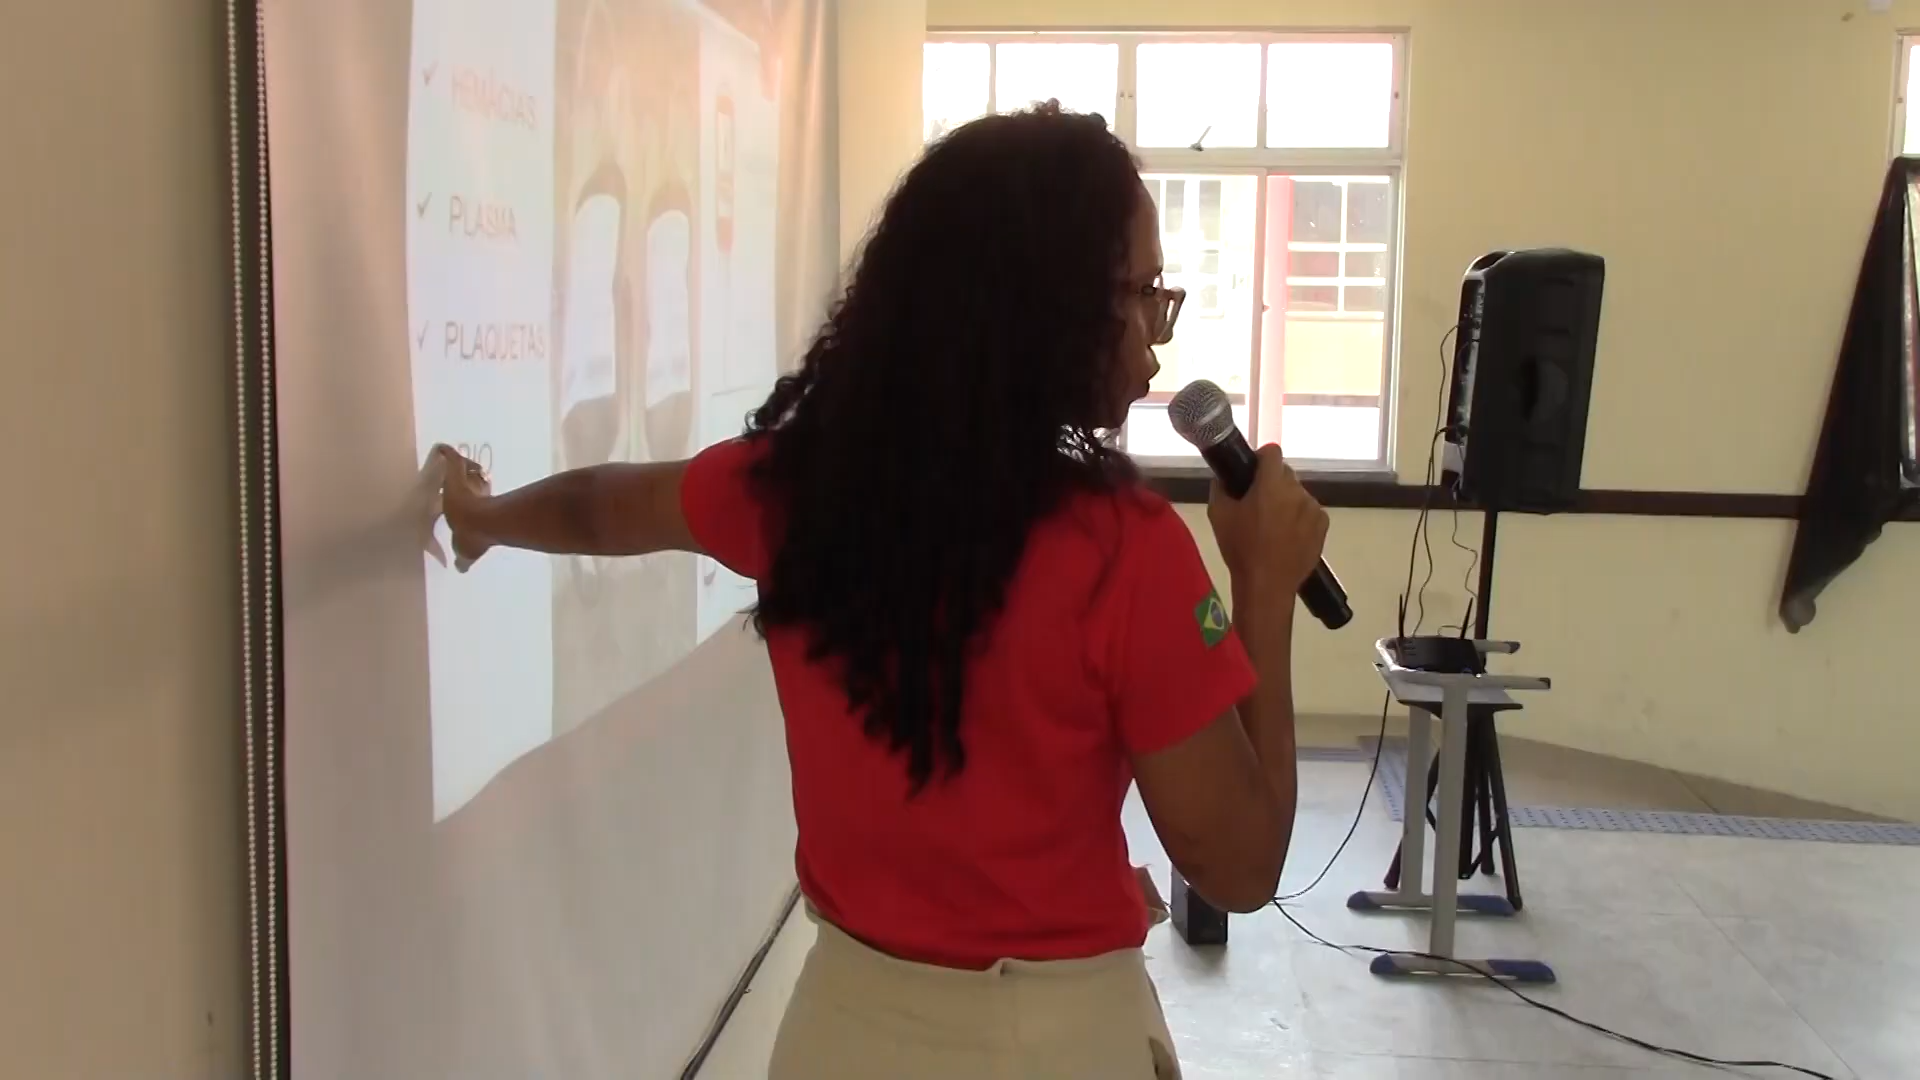 ✓ HEMÁCIAS
✓ PLASMA
✓ PLAQUETAS